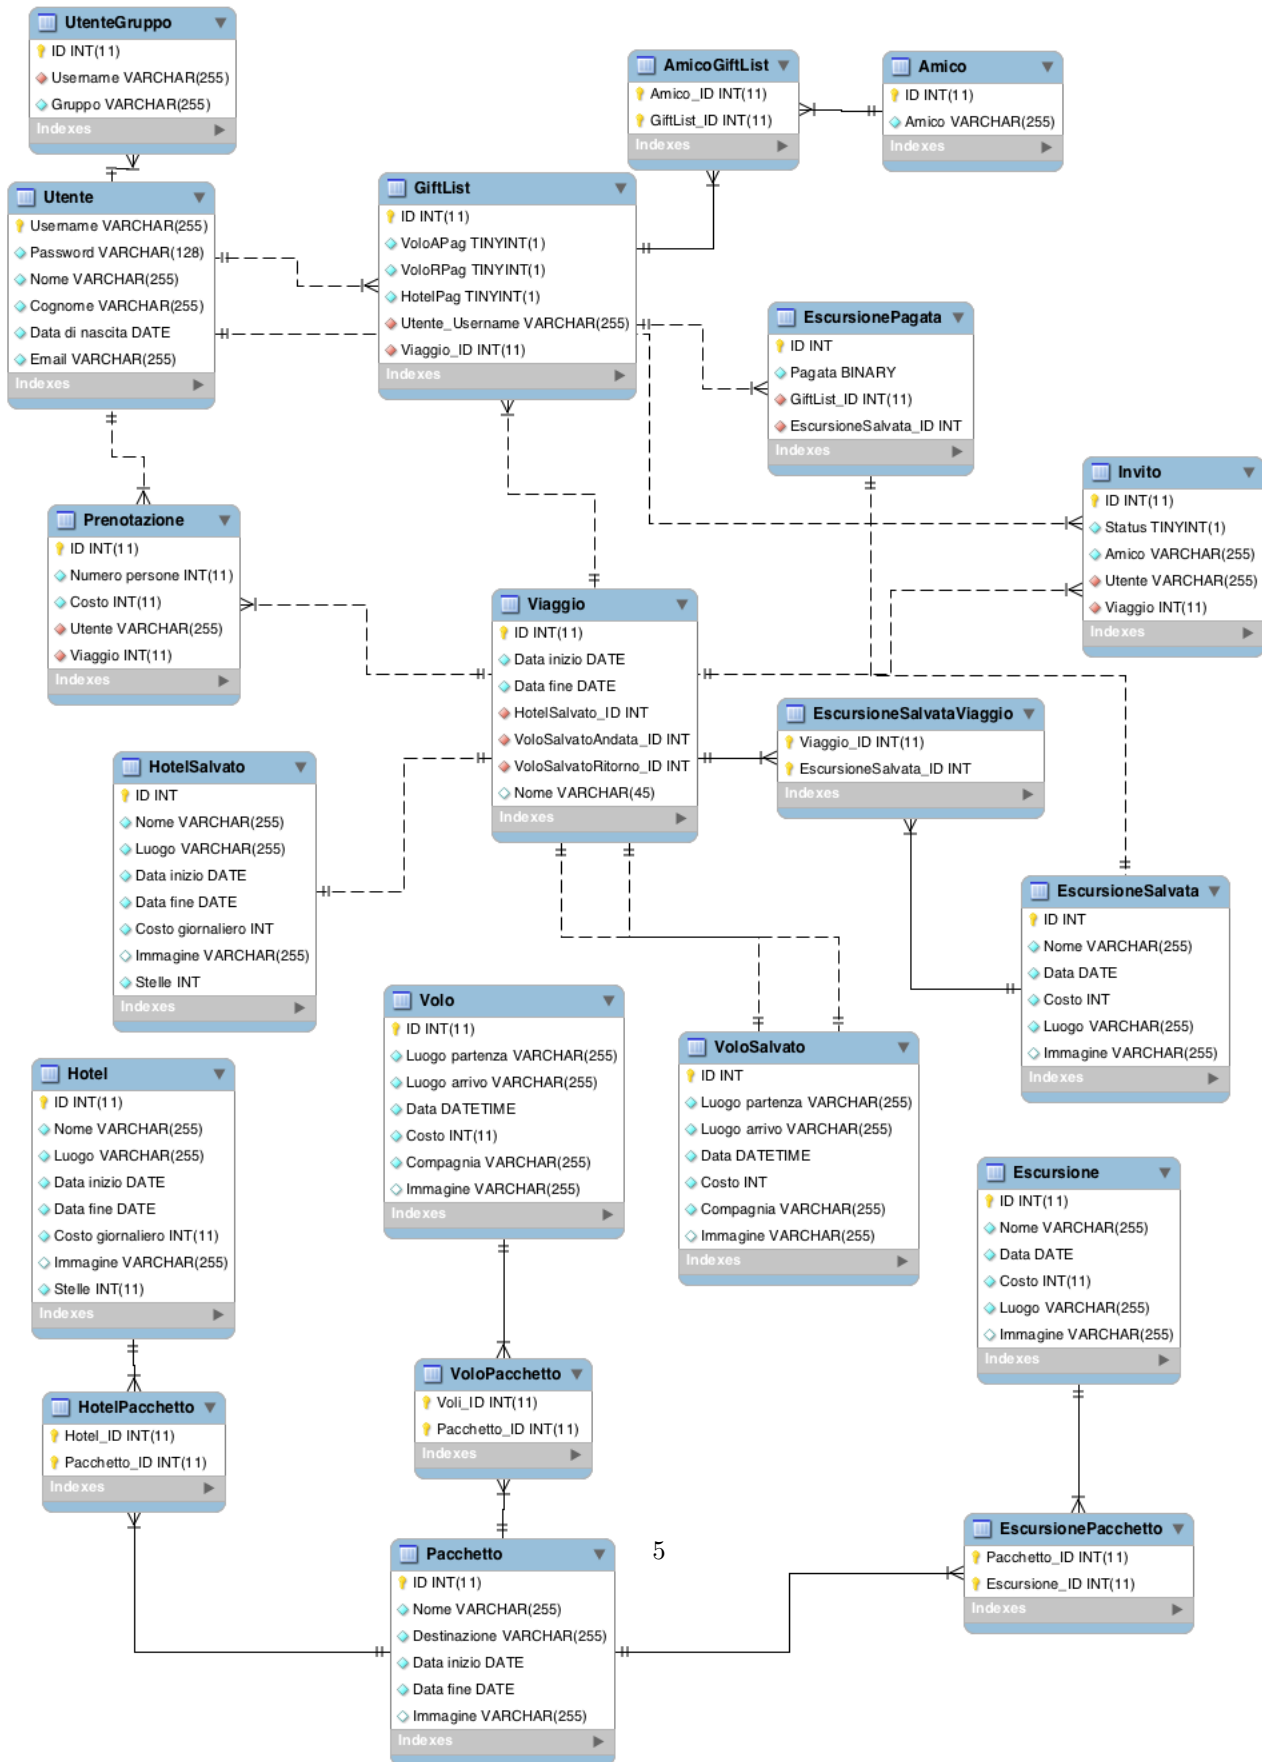 UtenteGruppo
ID INT(11)
Username VARCHAR(255)
Gruppo VARCHAR(255)
Indexes
AmicoGiftList
Amico_ID INT(11)
GiftList_ID INT(11)
Indexes
Amico
ID INT(11)
Amico VARCHAR(255)
Indexes
Utente
Username VARCHAR(255)
Password VARCHAR(128)
Nome VARCHAR(255)
Cognome VARCHAR(255)
Data di nascita DATE
Email VARCHAR(255)
Indexes
GiftList
ID INT(11)
VoloAPag TINYINT(1)
VoloRPag TINYINT(1)
HotelPag TINYINT(1)
Utente_Username VARCHAR(255)
Viaggio_ID INT(11)
Indexes
EscursionePagata
ID INT
Pagata BINARY
GiftList_ID INT(11)
EscursioneSalvata_ID INT
Indexes
Invito
ID INT(11)
Status TINYINT(1)
Amico VARCHAR(255)
Utente VARCHAR(255)
Viaggio INT(11)
Indexes
Prenotazione
ID INT(11)
Numero persone INT(11)
Costo INT(11)
Utente VARCHAR(255)
Viaggio INT(11)
Indexes
Viaggio
ID INT(11)
Data inizio DATE
Data fine DATE
HotelSalvato_ID INT
VoloSalvatoAndata_ID INT
VoloSalvatoRitorno_ID INT
Nome VARCHAR(45)
Indexes
EscursioneSalvataViaggio
Viaggio_ID INT(11)
EscursioneSalvata_ID INT
Indexes
HotelSalvato
ID INT
Nome VARCHAR(255)
Luogo VARCHAR(255)
Data inizio DATE
Data fine DATE
Costo giornaliero INT
Immagine VARCHAR(255)
Stelle INT
Indexes
EscursioneSalvata
ID INT
Nome VARCHAR(255)
Data DATE
Costo INT
Luogo VARCHAR(255)
Immagine VARCHAR(255)
Indexes
Volo
ID INT(11)
Luogo partenza VARCHAR(255)
Luogo arrivo VARCHAR(255)
Data DATETIME
Costo INT(11)
Compagnia VARCHAR(255)
Immagine VARCHAR(255)
Indexes
VoloSalvato
ID INT
Luogo partenza VARCHAR(255)
Luogo arrivo VARCHAR(255)
Data DATETIME
Costo INT
Compagnia VARCHAR(255)
Immagine VARCHAR(255)
Indexes
Hotel
ID INT(11)
Nome VARCHAR(255)
Luogo VARCHAR(255)
Data inizio DATE
Data fine DATE
Costo giornaliero INT(11)
Immagine VARCHAR(255)
Stelle INT(11)
Indexes
Escursione
ID INT(11)
Nome VARCHAR(255)
Data DATE
Costo INT(11)
Luogo VARCHAR(255)
Immagine VARCHAR(255)
Indexes
HotelPacchetto
Hotel_ID INT(11)
Pacchetto_ID INT(11)
Indexes
VoloPacchetto
Voli_ID INT(11)
Pacchetto_ID INT(11)
Indexes
EscursionePacchetto
Pacchetto_ID INT(11)
Escursione_ID INT(11)
Indexes
Pacchetto
ID INT(11)
Nome VARCHAR(255)
Destinazione VARCHAR(255)
Data inizio DATE
Data fine DATE
Immagine VARCHAR(255)
Indexes
5